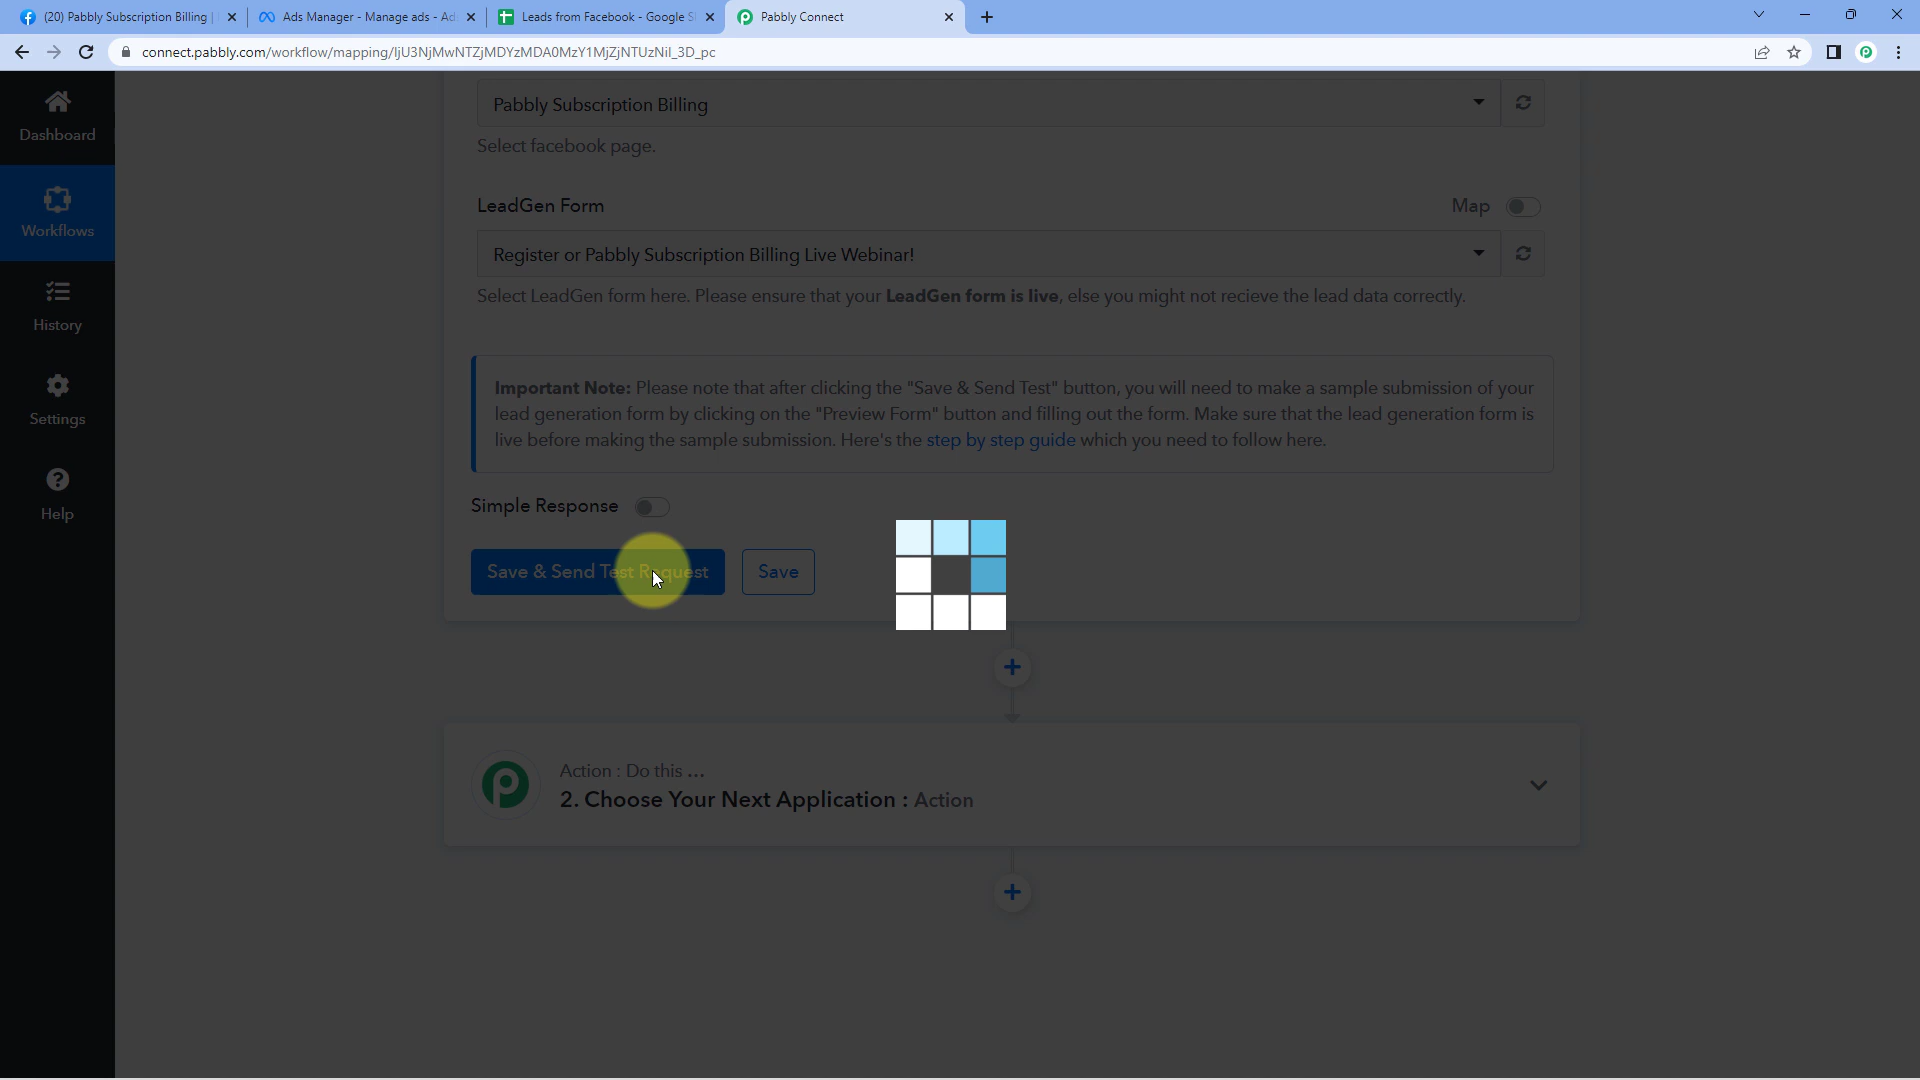 (20) Pabbly Subscription Billing |
Ads Manager - Manage ads - Ad
Leads from Facebook - Google S
Pabbly Connect
connect.pabbly.com/workflow/mapping/IjU3NjMwNTZjMDYzMDA0MzY1MjZjNTUzNiI_3D_pc
Dashboard
Workflows
History
Settings
Help
Pabbly Subscription Billing
Select facebook page.
LeadGen Form
Map
Register or Pabbly Subscription Billing Live Webinar!
Select LeadGen form here. Please ensure that your LeadGen form is live, else you might not recieve the lead data correctly.
Important Note: Please note that after clicking the "Save & Send Test" button, you will need to make a sample submission of your
lead generation form by clicking on the "Preview Form" button and filling out the form. Make sure that the lead generation form is
live before making the sample submission. Here's the step by step guide which you need to follow here.
Simple Response
Save & Send Test Request
Save
Action : Do this ...
2. Choose Your Next Application : Action